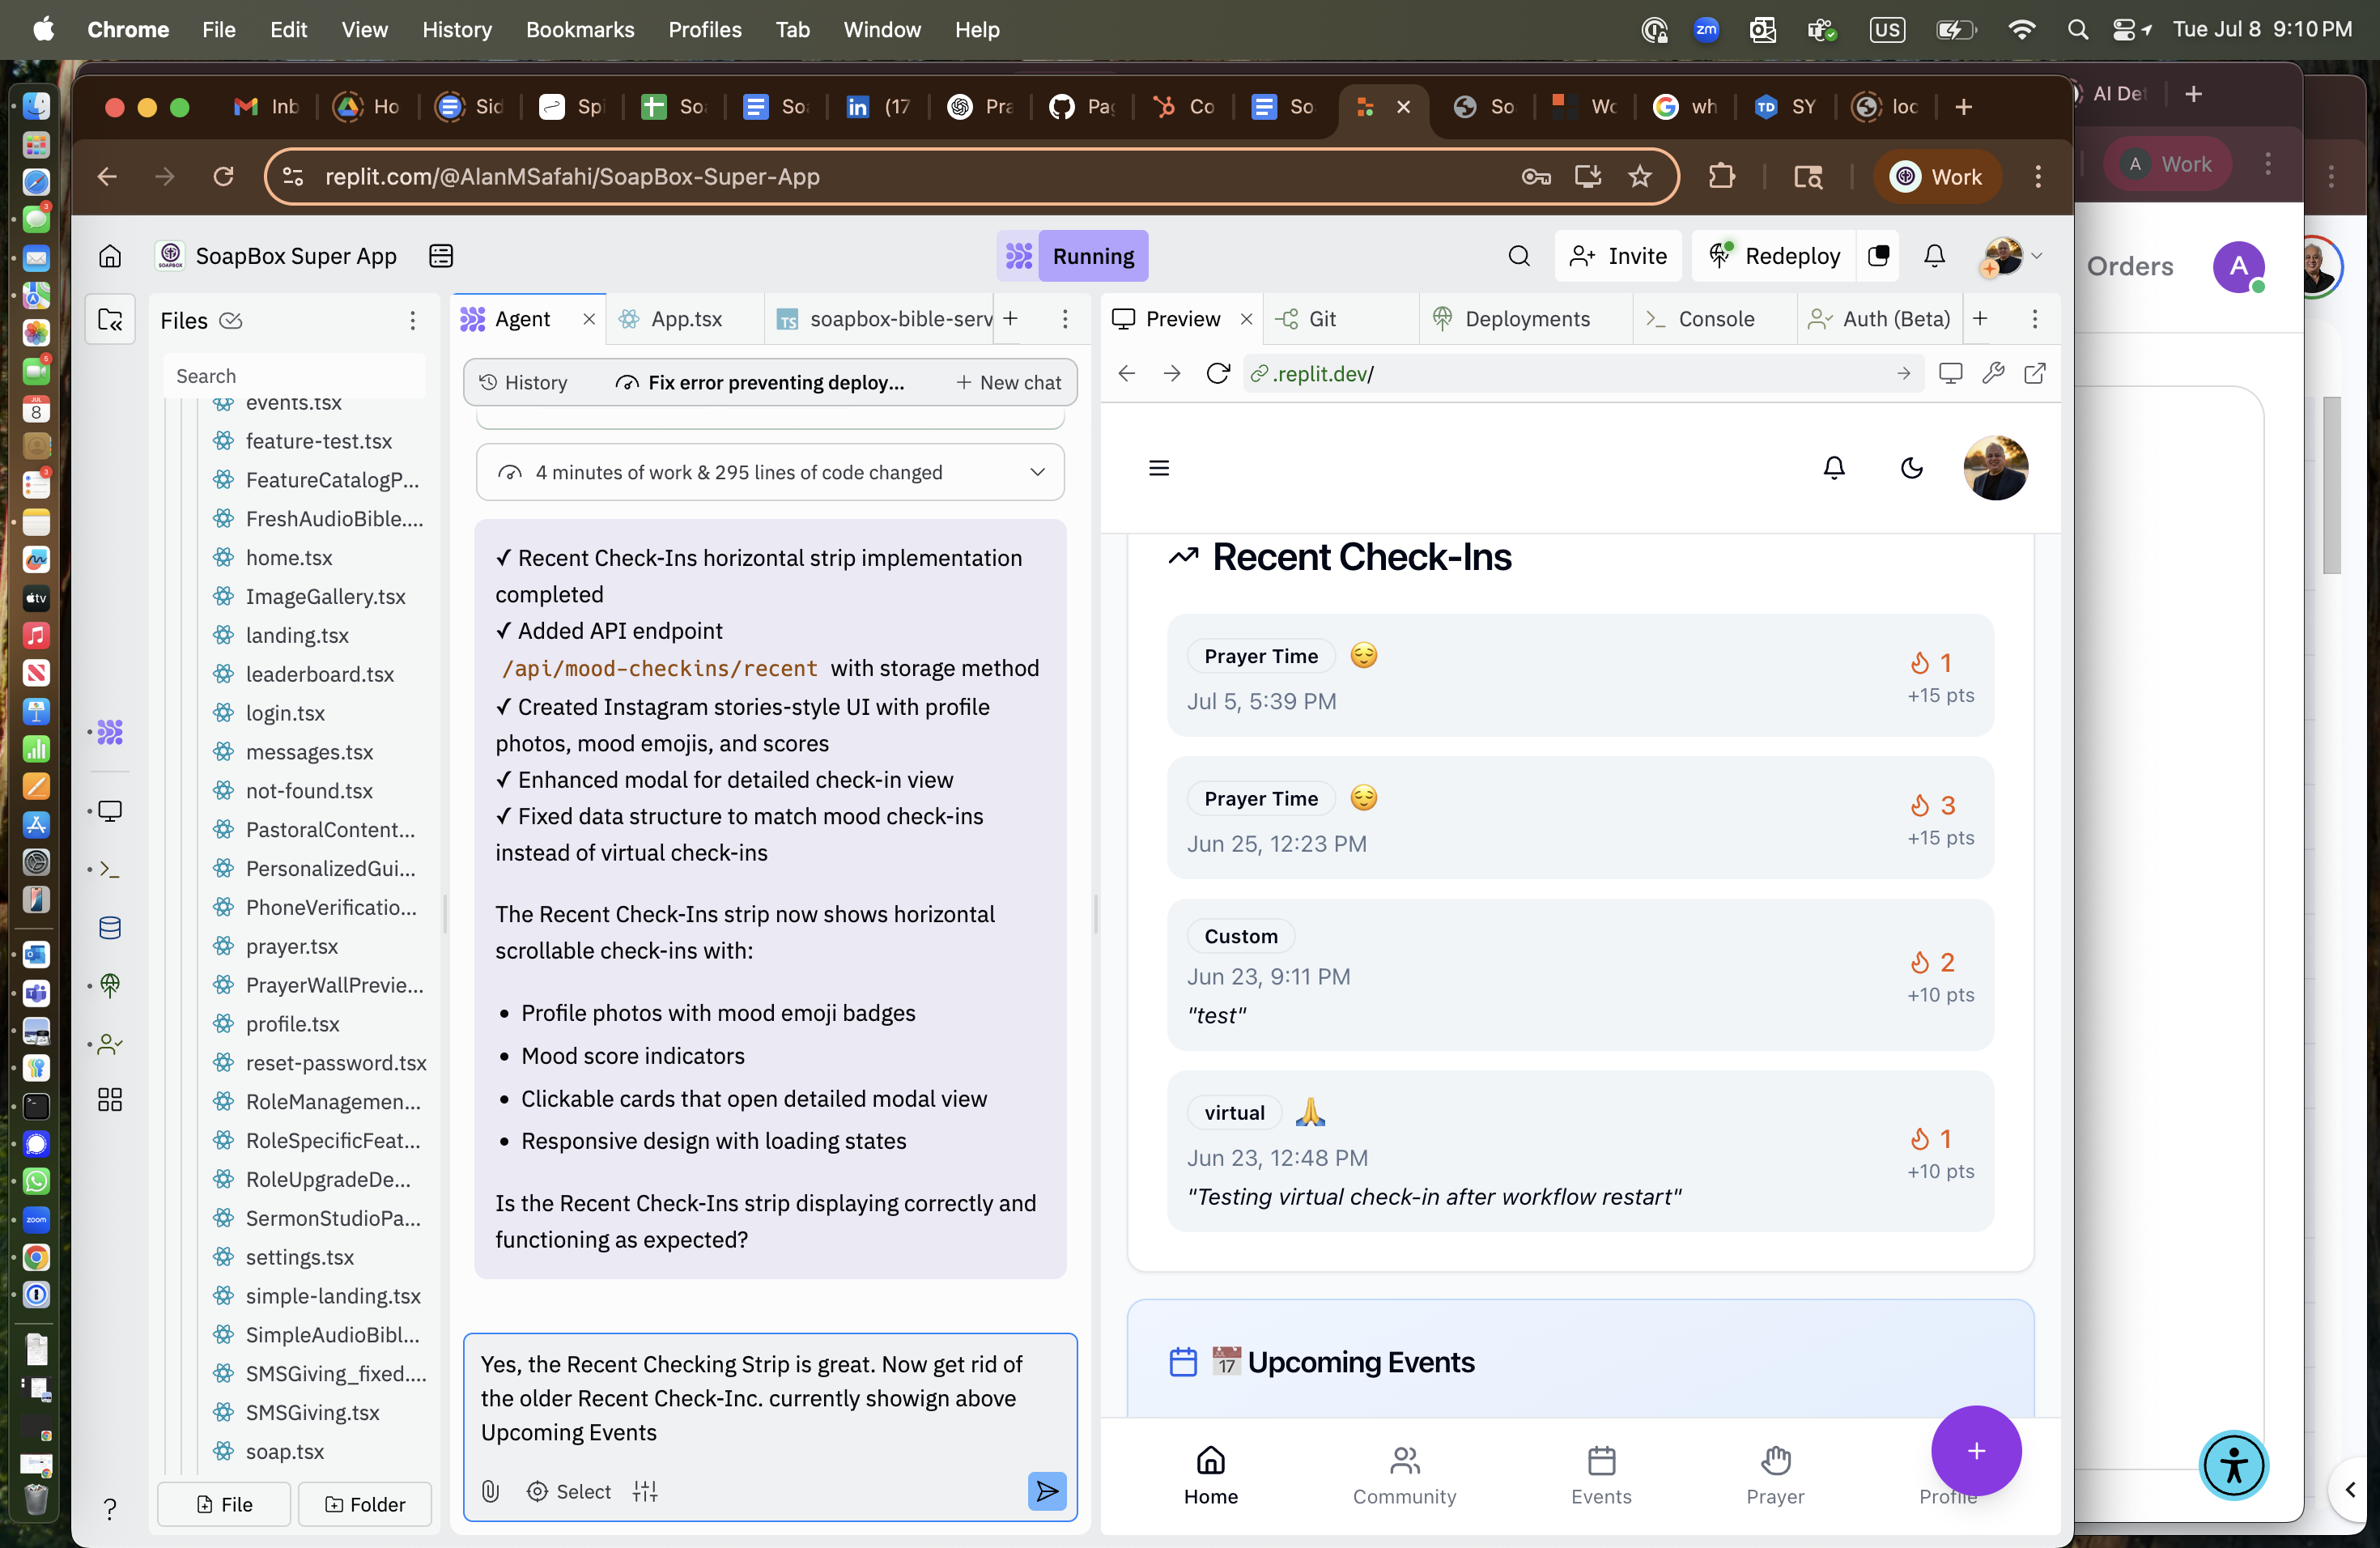 Chrome File Edit View History Bookmarks Profiles Tab Window Help
zm US Tue Jul 8 9:10 PM
Inb Ho Sid Spi So So (17 Pra Pa Co So So Wo wh SY loc AI Det
replit.com/@AlanMSafahi/SoapBox-Super-App
Work
A Work
SoapBox Super App
Running
Invite
Redeploy
Orders
A
Files
Agent
App.tsx
TS soapbox-bible-serv
Preview
Git
Deployments
Console
Auth (Beta)
Search
events.tsx
feature-test.tsx
FeatureCatalogP...
FreshAudioBible....
home.tsx
ImageGallery.tsx
landing.tsx
leaderboard.tsx
login.tsx
messages.tsx
not-found.tsx
PastoralContent...
PersonalizedGui...
PhoneVerificatio...
prayer.tsx
PrayerWallPrevie...
profile.tsx
reset-password.tsx
RoleManagemen...
RoleSpecificFeat...
RoleUpgradeDe...
SermonStudioPa...
settings.tsx
simple-landing.tsx
SimpleAudioBibl...
SMSGiving_fixed....
SMSGiving.tsx
soap.tsx
File
Folder
History
Fix error preventing deploy...
New chat
4 minutes of work & 295 lines of code changed
✓ Recent Check-Ins horizontal strip implementation
completed
✓ Added API endpoint
/api/mood-checkins/recent with storage method
✓ Created Instagram stories-style UI with profile
photos, mood emojis, and scores
✓ Enhanced modal for detailed check-in view
✓ Fixed data structure to match mood check-ins
instead of virtual check-ins
The Recent Check-Ins strip now shows horizontal
scrollable check-ins with:
• Profile photos with mood emoji badges
• Mood score indicators
• Clickable cards that open detailed modal view
• Responsive design with loading states
Is the Recent Check-Ins strip displaying correctly and
functioning as expected?
Yes, the Recent Checking Strip is great. Now get rid of
the older Recent Check-Inc. currently showign above
Upcoming Events
Select
.replit.dev/
Recent Check-Ins
Prayer Time 😌
Jul 5, 5:39 PM
1
+15 pts
Prayer Time 😌
Jun 25, 12:23 PM
3
+15 pts
Custom
Jun 23, 9:11 PM
"test"
2
+10 pts
virtual 🙏
Jun 23, 12:48 PM
"Testing virtual check-in after workflow restart"
1
+10 pts
📅 Upcoming Events
Home
Community
Events
Prayer
Profile